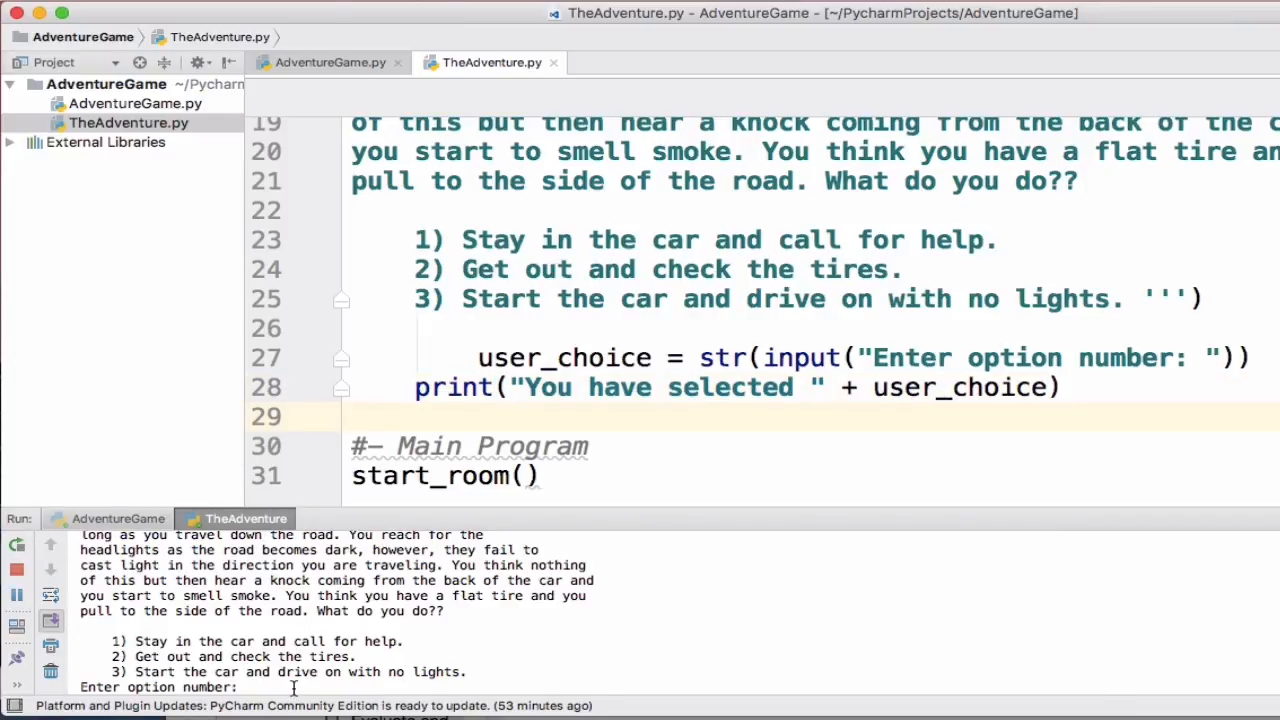 TheAdventure.py - AdventureGame - [~/PycharmProjects/AdventureGame]
AdventureGame TheAdventure.py
Project AdventureGame.py TheAdventure.py
AdventureGame ~/Pycharm
AdventureGame.py
TheAdventure.py
External Libraries
19 of this but then hear a knock coming from the back of the c
20 you start to smell smoke. You think you have a flat tire an
21 pull to the side of the road. What do you do??
22
23 1) Stay in the car and call for help.
24 2) Get out and check the tires.
25 3) Start the car and drive on with no lights. ''')
26
27 user_choice = str(input("Enter option number: "))
28 print("You have selected " + user_choice)
29
30 #- Main Program
31 start_room()
Run: AdventureGame TheAdventure
long as you travel down the road. You reach for the
headlights as the road becomes dark, however, they fail to
cast light in the direction you are traveling. You think nothing
of this but then hear a knock coming from the back of the car and
you start to smell smoke. You think you have a flat tire and you
pull to the side of the road. What do you do??
1) Stay in the car and call for help.
2) Get out and check the tires.
3) Start the car and drive on with no lights.
Enter option number:
Platform and Plugin Updates: PyCharm Community Edition is ready to update. (53 minutes ago)